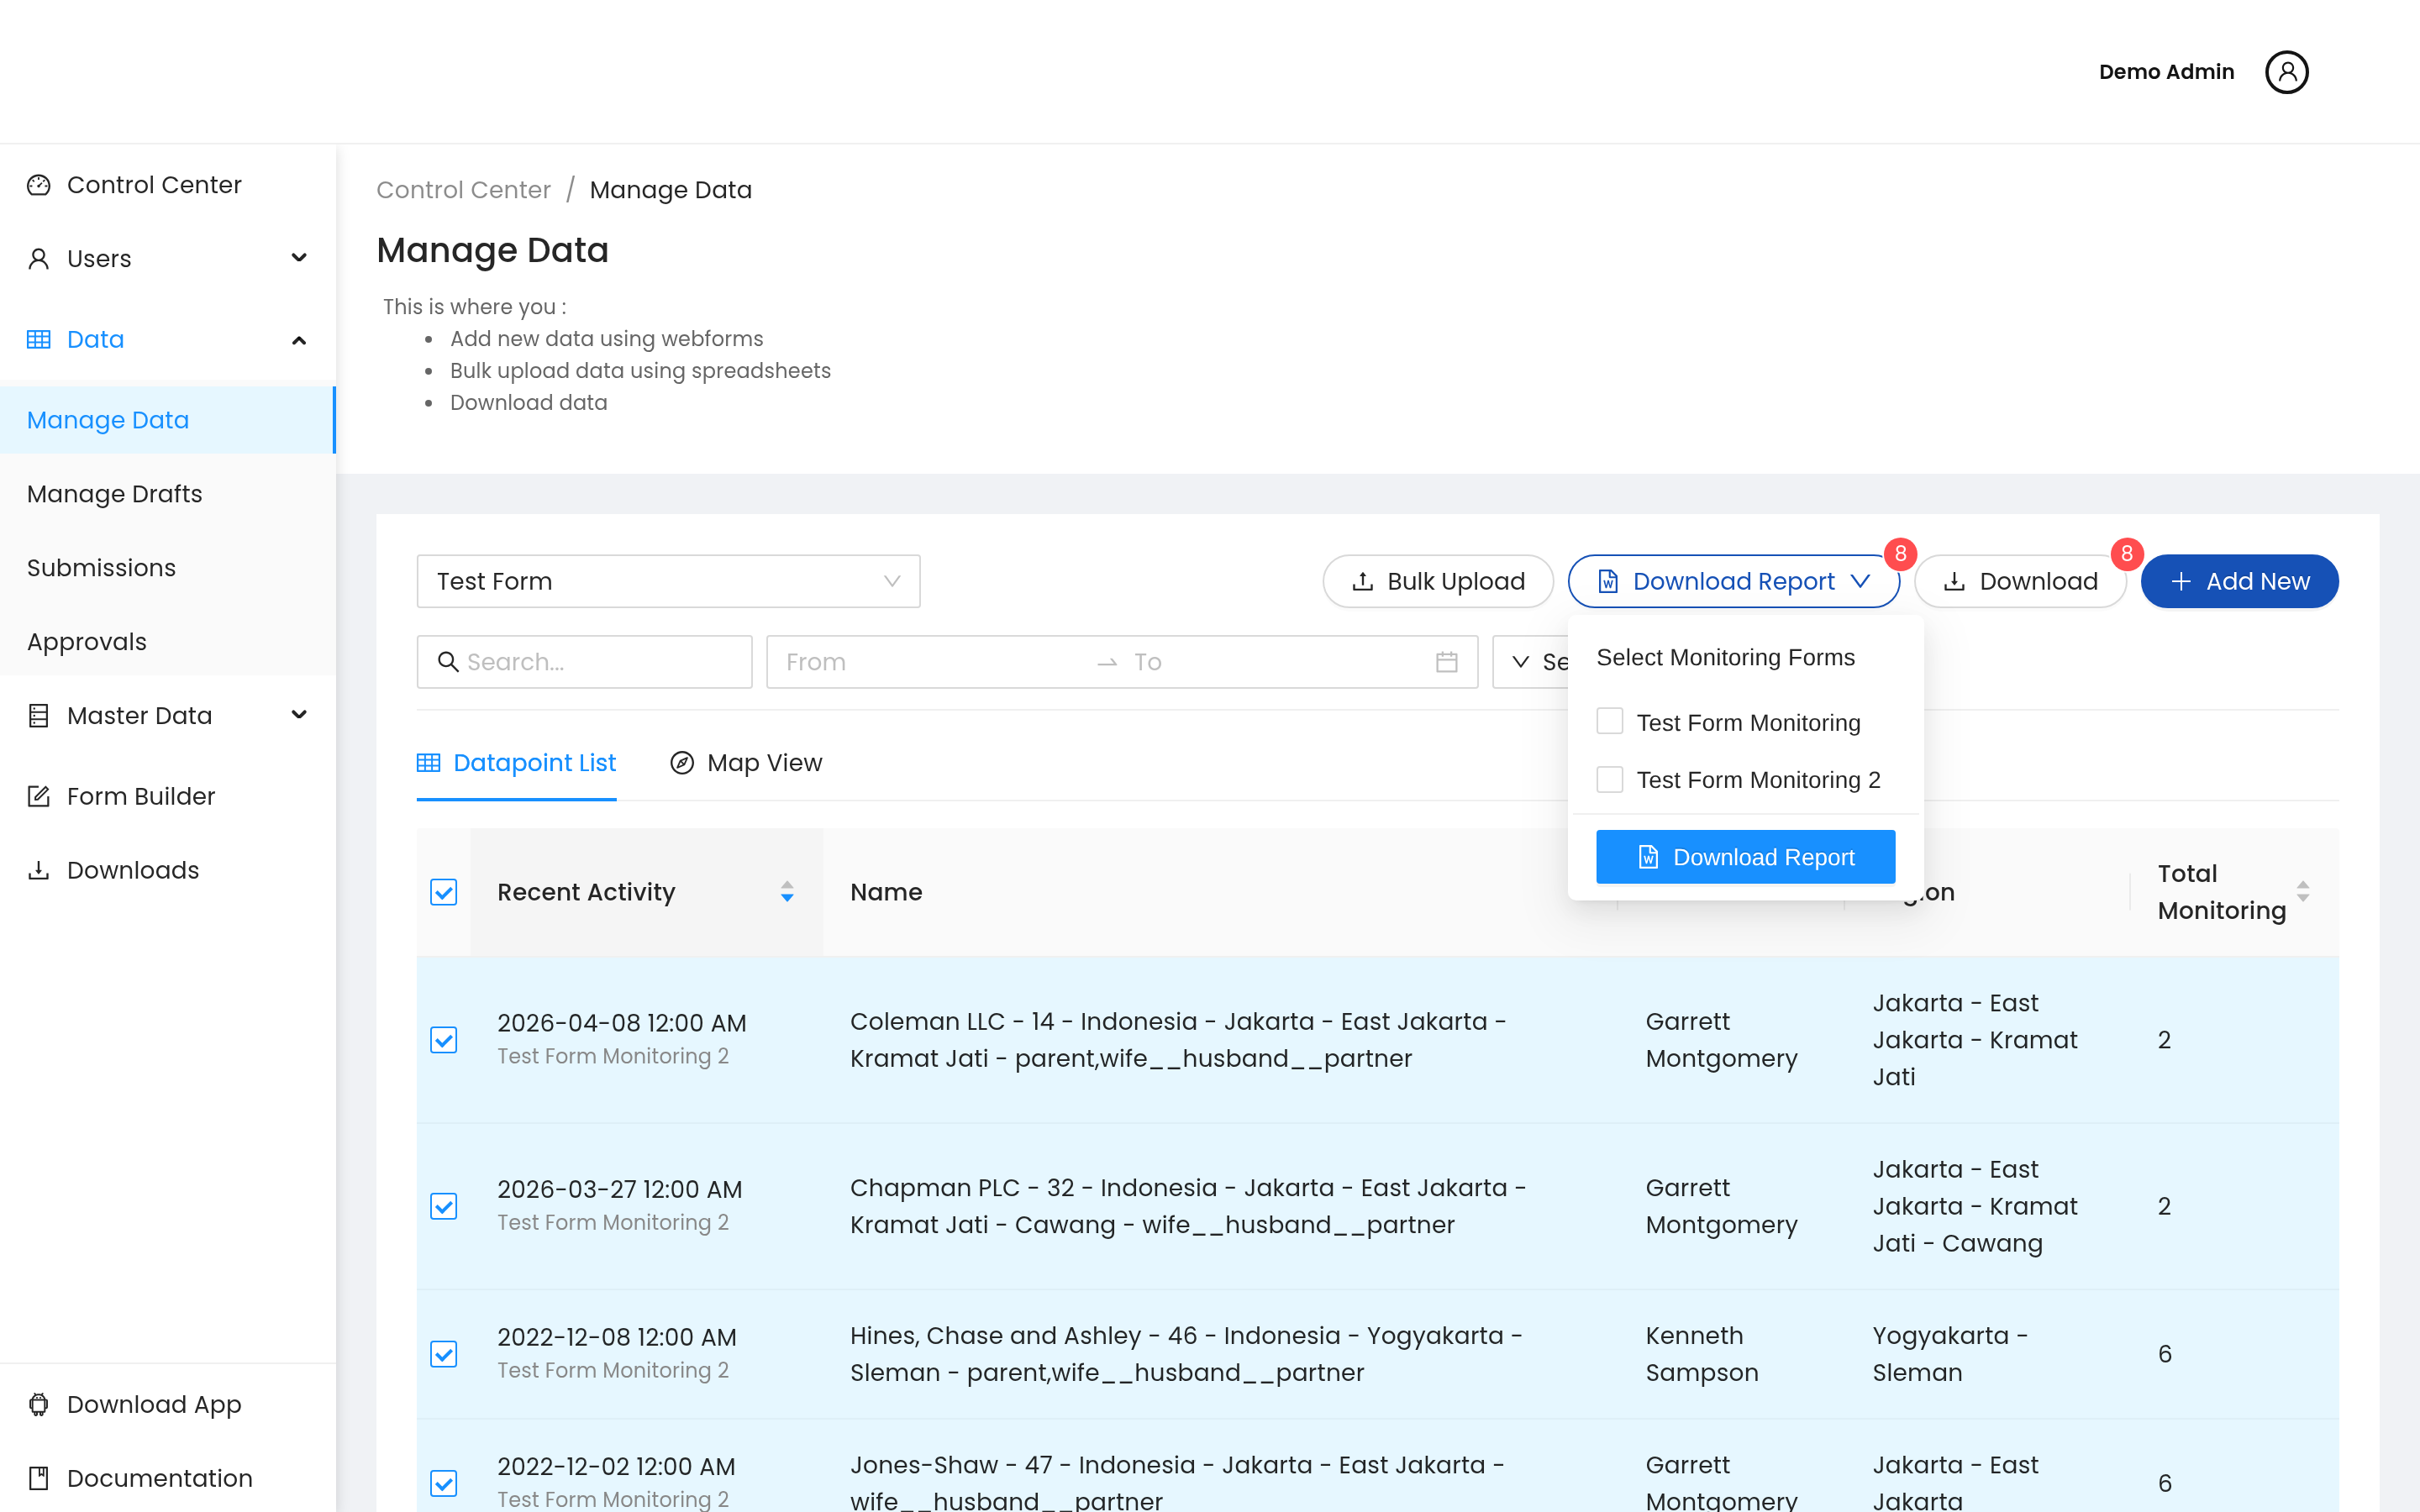 Demo Admin
Control Center
Users
Data
Manage Data
Manage Drafts
Submissions
Approvals
Master Data
Form Builder
Downloads
Download App
Documentation
Control Center / Manage Data
Manage Data
This is where you :
• Add new data using webforms
• Bulk upload data using spreadsheets
• Download data
Test Form
Bulk Upload
Download Report
8
Download
8
Add New
Search...
From
To
Select Monitoring Forms
Test Form Monitoring
Test Form Monitoring 2
Download Report
Datapoint List
Map View
Recent Activity
Name
Total
Monitoring
2026-04-08 12:00 AM
Test Form Monitoring 2
Coleman LLC - 14 - Indonesia - Jakarta - East Jakarta -
Kramat Jati - parent,wife__husband__partner
Garrett
Montgomery
Jakarta - East
Jakarta - Kramat
Jati
2
2026-03-27 12:00 AM
Test Form Monitoring 2
Chapman PLC - 32 - Indonesia - Jakarta - East Jakarta -
Kramat Jati - Cawang - wife__husband__partner
Garrett
Montgomery
Jakarta - East
Jakarta - Kramat
Jati - Cawang
2
2022-12-08 12:00 AM
Test Form Monitoring 2
Hines, Chase and Ashley - 46 - Indonesia - Yogyakarta -
Sleman - parent,wife__husband__partner
Kenneth
Sampson
Yogyakarta -
Sleman
6
2022-12-02 12:00 AM
Test Form Monitoring 2
Jones-Shaw - 47 - Indonesia - Jakarta - East Jakarta -
wife__husband__partner
Garrett
Montgomery
Jakarta - East
Jakarta
6